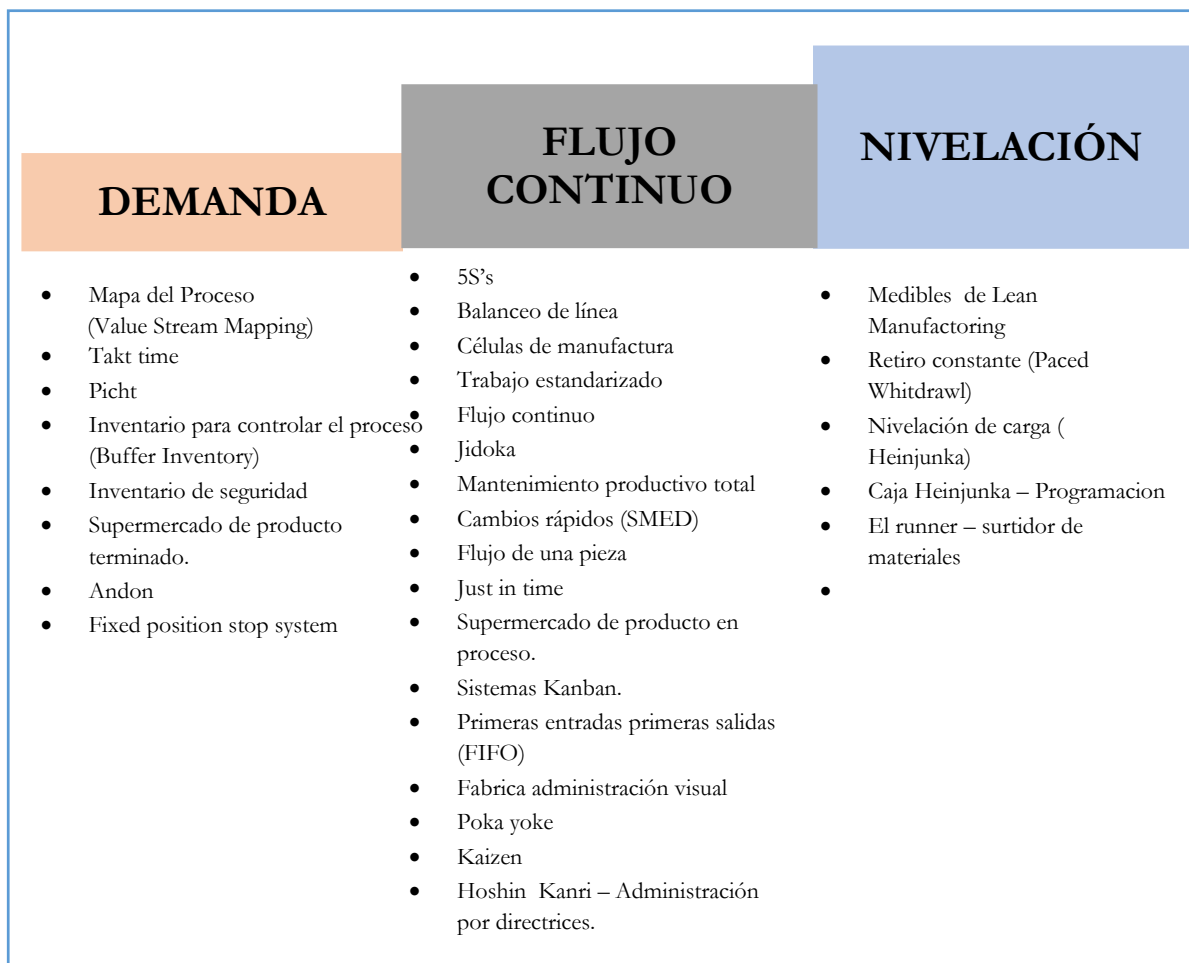 DEMANDA
• Mapa del Proceso
(Value Stream Mapping)
• Takt time
• Picht
• Inventario para controlar el proceso
(Buffer Inventory)
• Inventario de seguridad
• Supermercado de producto
terminado.
• Andon
• Fixed position stop system
FLUJO
CONTINUO
• 5S’s
• Balanceo de línea
• Células de manufactura
• Trabajo estandarizado
• Flujo continuo
• Jidoka
• Mantenimiento productivo total
• Cambios rápidos (SMED)
• Flujo de una pieza
• Just in time
• Supermercado de producto en
proceso.
• Sistemas Kanban.
• Primeras entradas primeras salidas
(FIFO)
• Fabrica administración visual
• Poka yoke
• Kaizen
• Hoshin Kanri – Administración
por directrices.
NIVELACIÓN
• Medibles de Lean
Manufactoring
• Retiro constante (Paced
Whitdrawl)
• Nivelación de carga (
Heinjunka)
• Caja Heinjunka – Programacion
• El runner – surtidor de
materiales
•